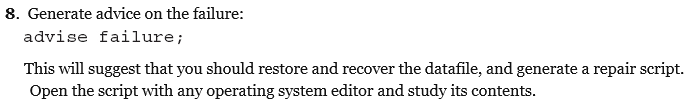 8. Generate advice on the failure:
advise failure;
This will suggest that you should restore and recover the datafile, and generate a repair script.
Open the script with any operating system editor and study its contents.